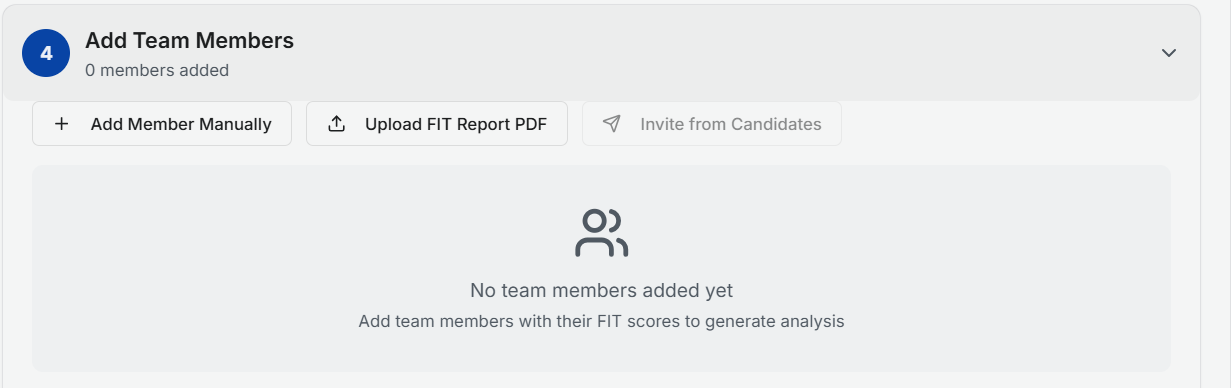 4
Add Team Members
0 members added
Add Member Manually
Upload FIT Report PDF
Invite from Candidates
No team members added yet
Add team members with their FIT scores to generate analysis